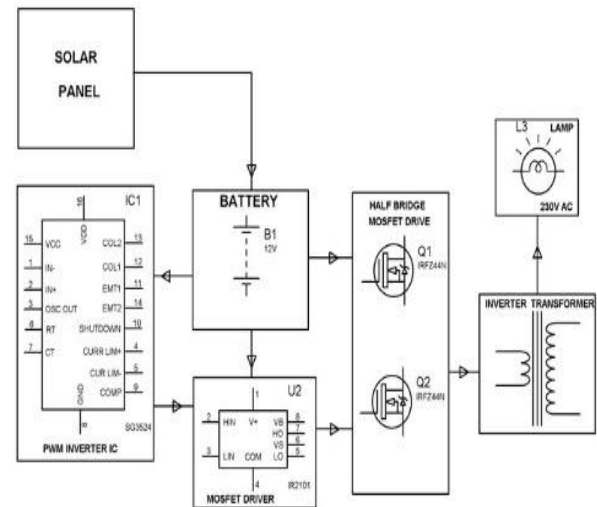 SOLAR
PANEL
BATTERY
B1
12V
IC1
16
VDD
15 VCC COL2 13
1 IN- COL1 12
2 IN+ EMT1 11
3 OSC OUT EMT2 14
6 RT SHUTDOWN 10
7 CT CURR LIM+ 4
CUR LIM- 5
COMP 9
GND
8
SG3524
PWM INVERTER IC
U2
1
2 HIN V+ VB 8
HO 7
VS 6
3 LIN COM LO 5
4
IR2101
MOSFET DRIVER
HALF BRIDGE
MOSFET DRIVE
Q1
IRFZ44N
Q2
IRFZ44N
INVERTER TRANSFORMER
L3 LAMP
230V AC